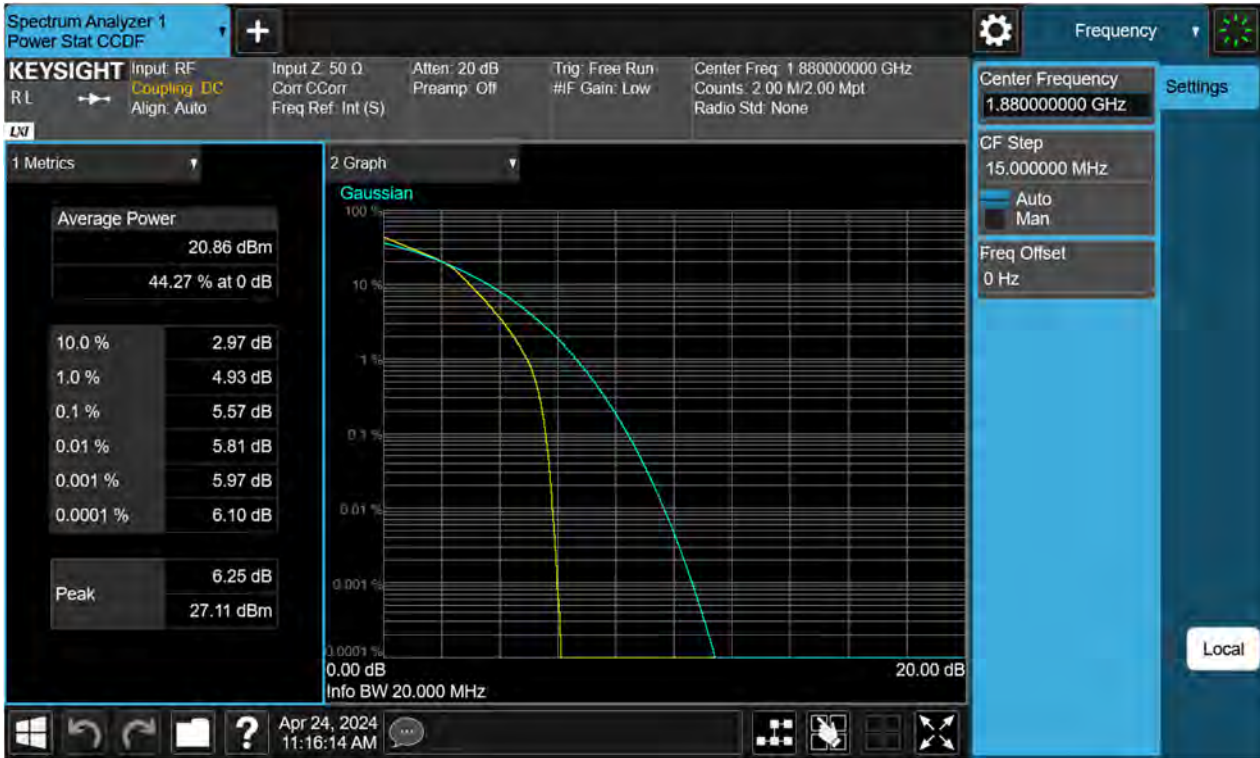 Spectrum Analyzer 1
Power Stat CCDF
+
Frequency
KEYSIGHT
R L
LXI
Input: RF
Coupling: DC
Align: Auto
Input Z: 50 Ω
Corr CCorr
Freq Ref: Int (S)
Atten: 20 dB
Preamp: Off
Trig: Free Run
#IF Gain: Low
Center Freq: 1.880000000 GHz
Counts: 2.00 M/2.00 Mpt
Radio Std: None
Center Frequency
1.880000000 GHz
Settings
CF Step
15.000000 MHz
Auto
Man
Freq Offset
0 Hz
Local
1 Metrics
Average Power
20.86 dBm
44.27 % at 0 dB
10.0 % 2.97 dB
1.0 % 4.93 dB
0.1 % 5.57 dB
0.01 % 5.81 dB
0.001 % 5.97 dB
0.0001 % 6.10 dB
Peak
6.25 dB
27.11 dBm
2 Graph
Gaussian
100 %
10 %
1 %
0.1 %
0.01 %
0.001 %
0.0001 %
0.00 dB 20.00 dB
Info BW 20.000 MHz
?
Apr 24, 2024
11:16:14 AM